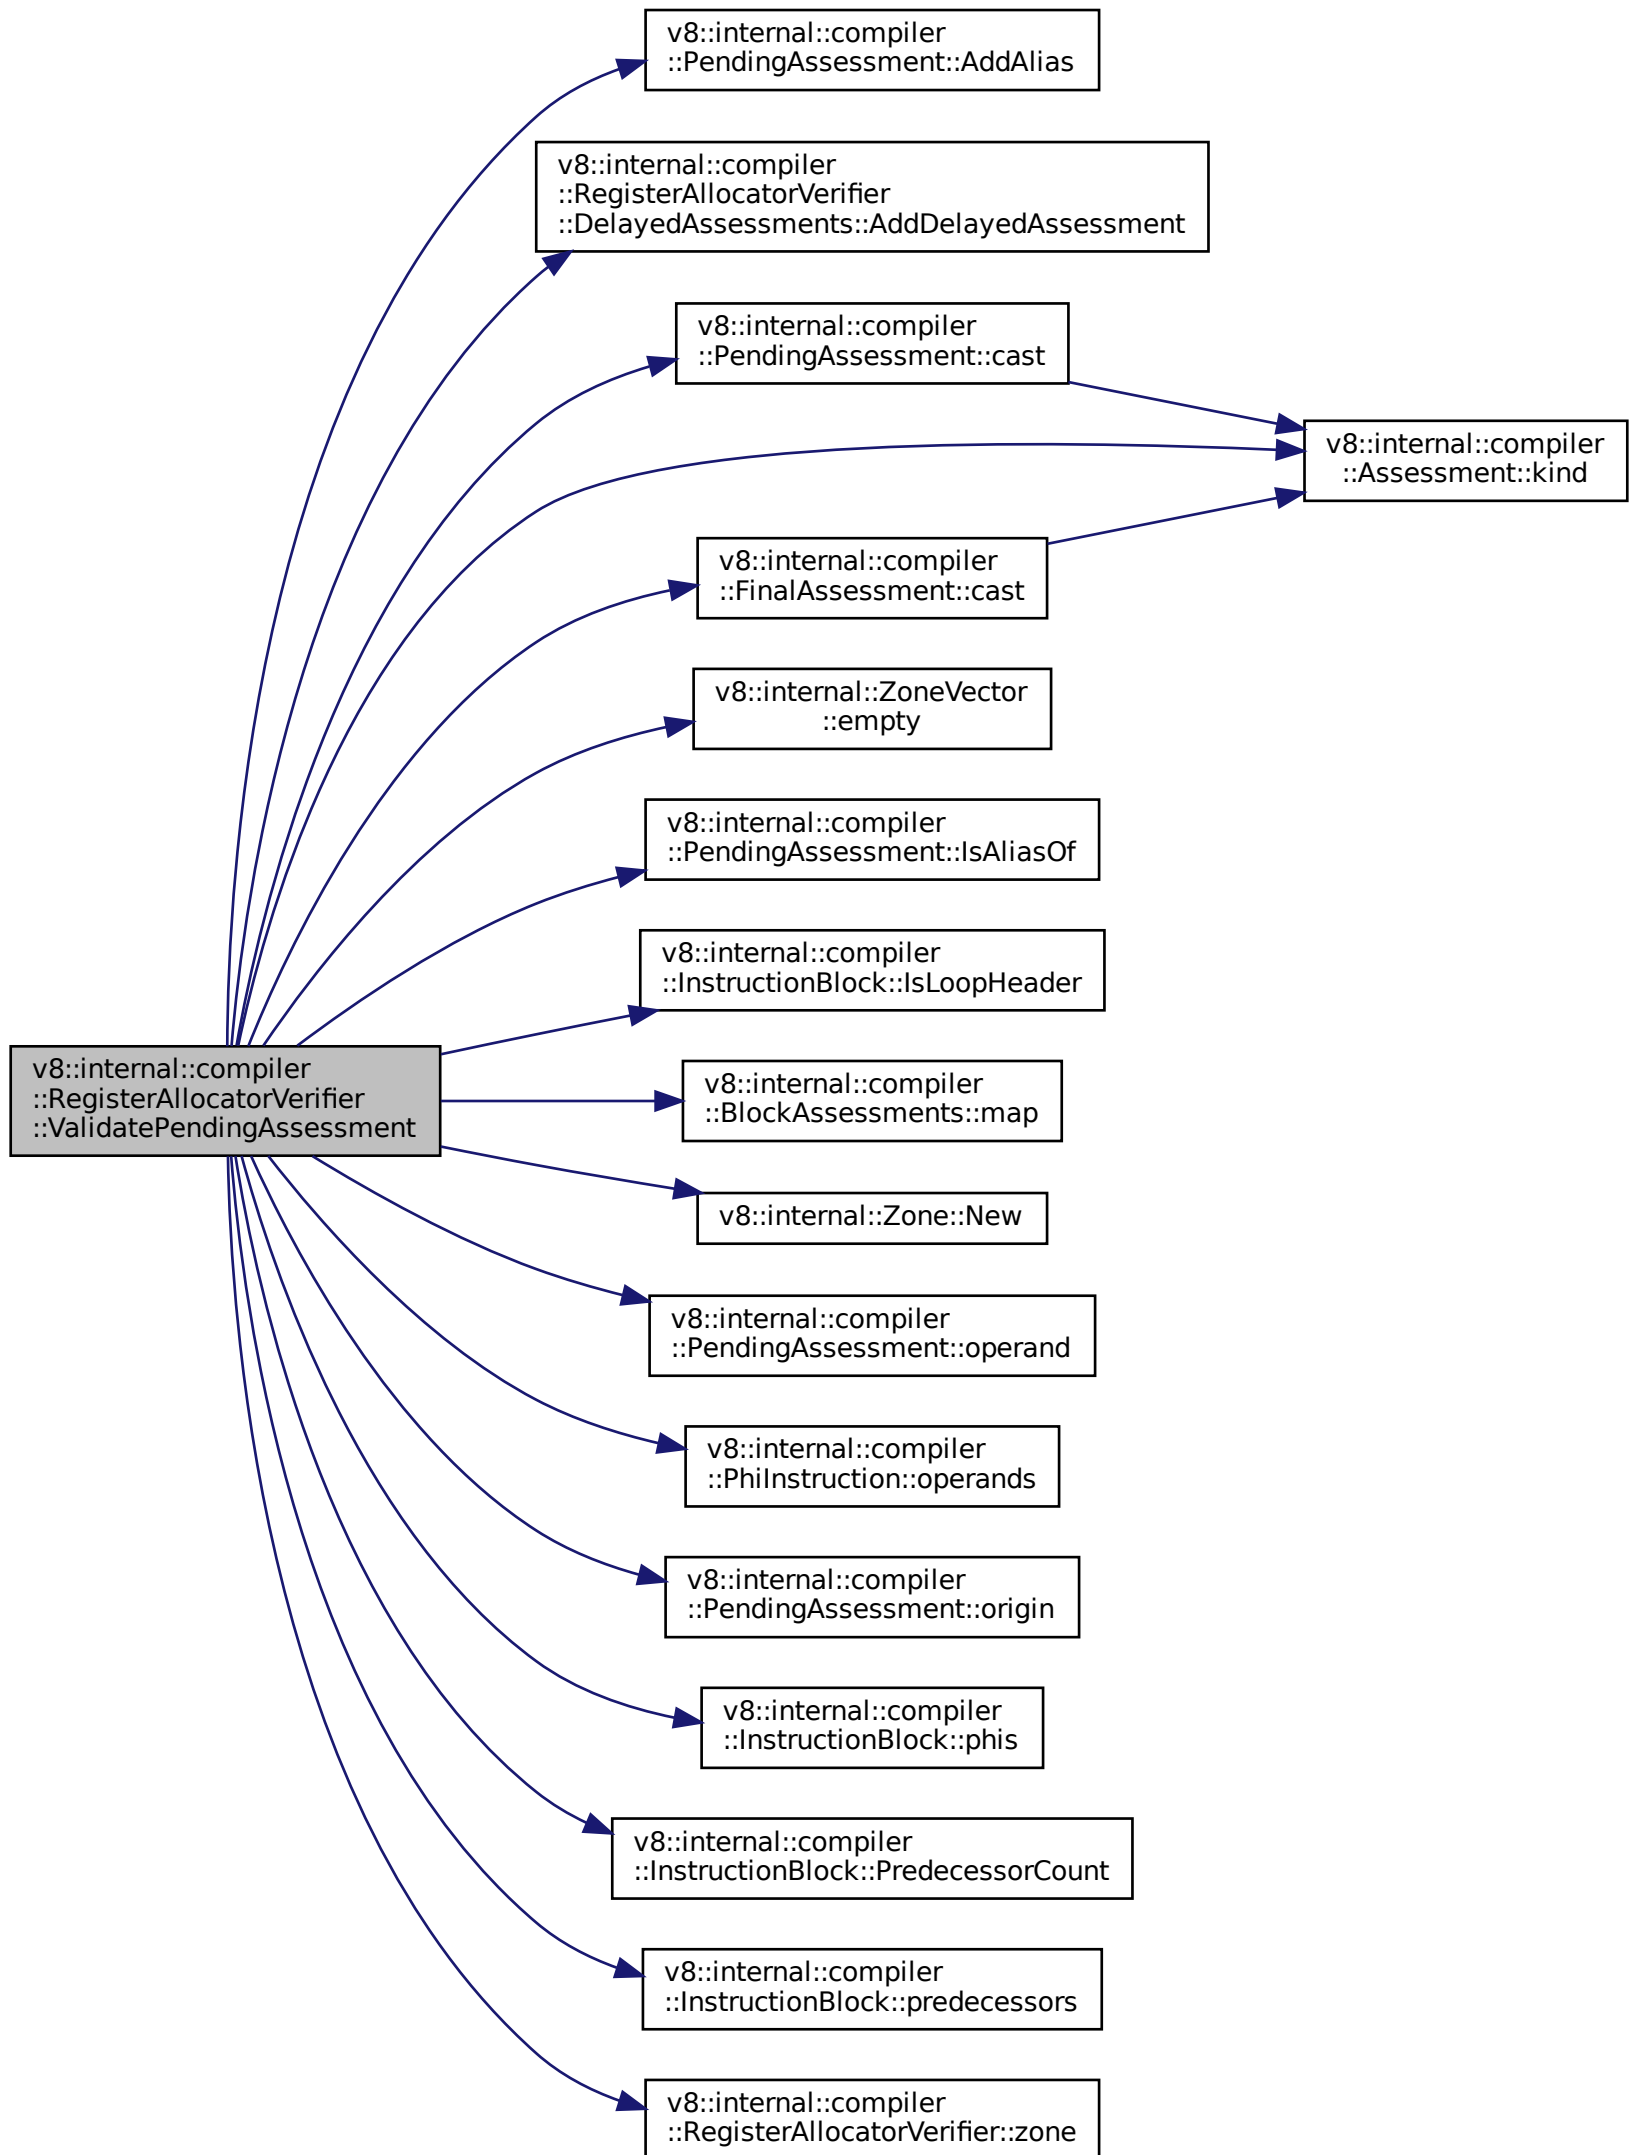 v8::internal::compiler
::PendingAssessment::AddAlias
v8::internal::compiler
::RegisterAllocatorVerifier
::DelayedAssessments::AddDelayedAssessment
v8::internal::compiler
::PendingAssessment::cast
v8::internal::compiler
::Assessment::kind
v8::internal::compiler
::FinalAssessment::cast
v8::internal::ZoneVector
::empty
v8::internal::compiler
::PendingAssessment::IsAliasOf
v8::internal::compiler
::InstructionBlock::IsLoopHeader
v8::internal::compiler
::RegisterAllocatorVerifier
::ValidatePendingAssessment
v8::internal::compiler
::BlockAssessments::map
v8::internal::Zone::New
v8::internal::compiler
::PendingAssessment::operand
v8::internal::compiler
::PhiInstruction::operands
v8::internal::compiler
::PendingAssessment::origin
v8::internal::compiler
::InstructionBlock::phis
v8::internal::compiler
::InstructionBlock::PredecessorCount
v8::internal::compiler
::InstructionBlock::predecessors
v8::internal::compiler
::RegisterAllocatorVerifier::zone